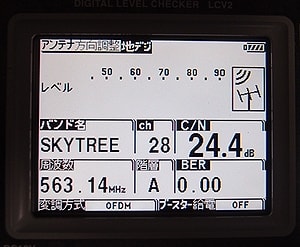 DIGITAL LEVEL CHECKER LCV2
アンテナ方向調整 地デジ
50 60 70 80 90
レベル
バンド名 ch C/N
SKYTREE 28 24.4dB
周波数 階層 BER
563.14MHz A 0.00
変調方式 OFDM ブースター給電 OFF